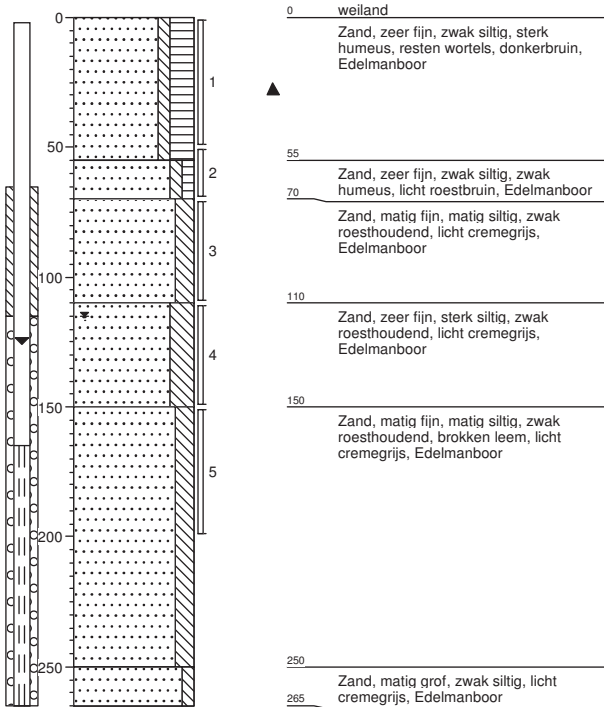 0
50
100
150
200
250
1
2
3
4
5
0 weiland
Zand, zeer fijn, zwak siltig, sterk
humeus, resten wortels, donkerbruin,
Edelmanboor
55
Zand, zeer fijn, zwak siltig, zwak
humeus, licht roestbruin, Edelmanboor
70
Zand, matig fijn, matig siltig, zwak
roesthoudend, licht cremegrijs,
Edelmanboor
110
Zand, zeer fijn, sterk siltig, zwak
roesthoudend, licht cremegrijs,
Edelmanboor
150
Zand, matig fijn, matig siltig, zwak
roesthoudend, brokken leem, licht
cremegrijs, Edelmanboor
250
Zand, matig grof, zwak siltig, licht
cremegrijs, Edelmanboor
265